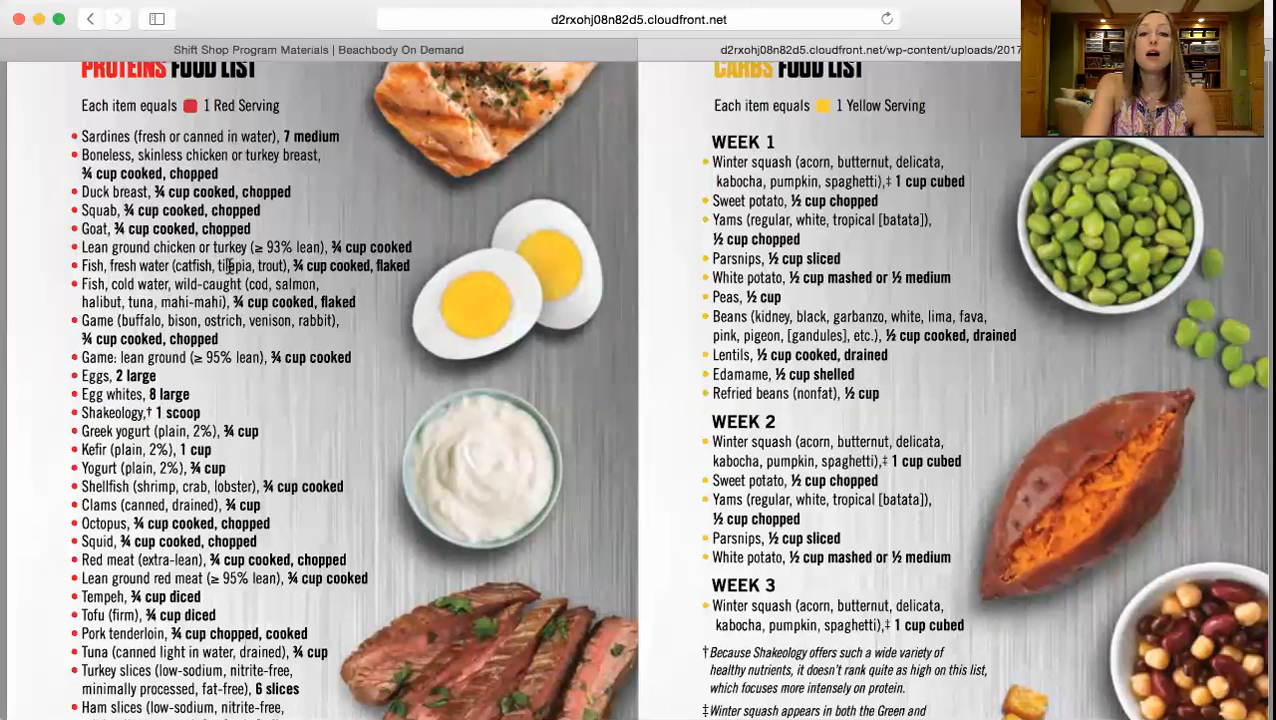 d2rxohj08n82d5.cloudfront.net
Shift Shop Program Materials | Beachbody On Demand
d2rxohj08n82d5.cloudfront.net/wp-content/uploads/2017
PROTEINS FOOD LIST
Each item equals 1 Red Serving
• Sardines (fresh or canned in water), 7 medium
• Boneless, skinless chicken or turkey breast,
¾ cup cooked, chopped
• Duck breast, ¾ cup cooked, chopped
• Squab, ¾ cup cooked, chopped
• Goat, ¾ cup cooked, chopped
• Lean ground chicken or turkey (≥ 93% lean), ¾ cup cooked
• Fish, fresh water (catfish, tilapia, trout), ¾ cup cooked, flaked
• Fish, cold water, wild-caught (cod, salmon,
halibut, tuna, mahi-mahi), ¾ cup cooked, flaked
• Game (buffalo, bison, ostrich, venison, rabbit),
¾ cup cooked, chopped
• Game: lean ground (≥ 95% lean), ¾ cup cooked
• Eggs, 2 large
• Egg whites, 8 large
• Shakeology,† 1 scoop
• Greek yogurt (plain, 2%), ¾ cup
• Kefir (plain, 2%), 1 cup
• Yogurt (plain, 2%), ¾ cup
• Shellfish (shrimp, crab, lobster), ¾ cup cooked
• Clams (canned, drained), ¾ cup
• Octopus, ¾ cup cooked, chopped
• Squid, ¾ cup cooked, chopped
• Red meat (extra-lean), ¾ cup cooked, chopped
• Lean ground red meat (≥ 95% lean), ¾ cup cooked
• Tempeh, ¾ cup diced
• Tofu (firm), ¾ cup diced
• Pork tenderloin, ¾ cup chopped, cooked
• Tuna (canned light in water, drained), ¾ cup
• Turkey slices (low-sodium, nitrite-free,
minimally processed, fat-free), 6 slices
• Ham slices (low-sodium, nitrite-free,
CARBS FOOD LIST
Each item equals 1 Yellow Serving
WEEK 1
• Winter squash (acorn, butternut, delicata,
kabocha, pumpkin, spaghetti),‡ 1 cup cubed
• Sweet potato, ½ cup chopped
• Yams (regular, white, tropical [batata]),
½ cup chopped
• Parsnips, ½ cup sliced
• White potato, ½ cup mashed or ½ medium
• Peas, ½ cup
• Beans (kidney, black, garbanzo, white, lima, fava,
pink, pigeon, [gandules], etc.), ½ cup cooked, drained
• Lentils, ½ cup cooked, drained
• Edamame, ½ cup shelled
• Refried beans (nonfat), ½ cup
WEEK 2
• Winter squash (acorn, butternut, delicata,
kabocha, pumpkin, spaghetti),‡ 1 cup cubed
• Sweet potato, ½ cup chopped
• Yams (regular, white, tropical [batata]),
½ cup chopped
• Parsnips, ½ cup sliced
• White potato, ½ cup mashed or ½ medium
WEEK 3
• Winter squash (acorn, butternut, delicata,
kabocha, pumpkin, spaghetti),‡ 1 cup cubed
† Because Shakeology offers such a wide variety of
healthy nutrients, it doesn't rank quite as high on this list,
which focuses more intensely on protein.
‡ Winter squash appears in both the Green and